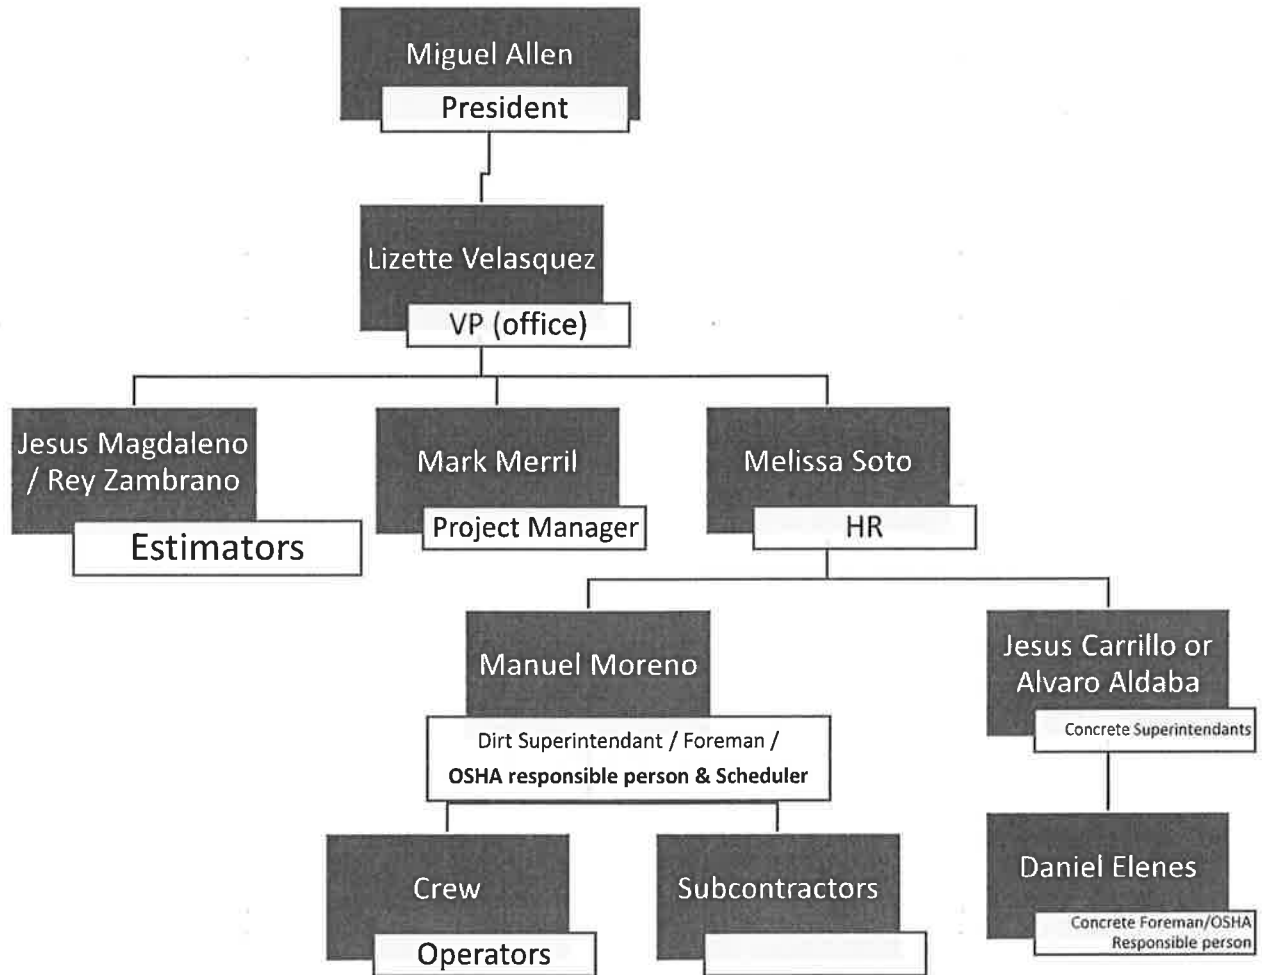 Miguel Allen
President
Lizette Velasquez
VP (office)
Jesus Magdaleno
/ Rey Zambrano
Estimators
Mark Merril
Project Manager
Melissa Soto
HR
Manuel Moreno
Dirt Superintendant / Foreman /
OSHA responsible person & Scheduler
Jesus Carrillo or
Alvaro Aldaba
Concrete Superintendants
Crew
Operators
Subcontractors
Daniel Elenes
Concrete Foreman/OSHA
Responsible person